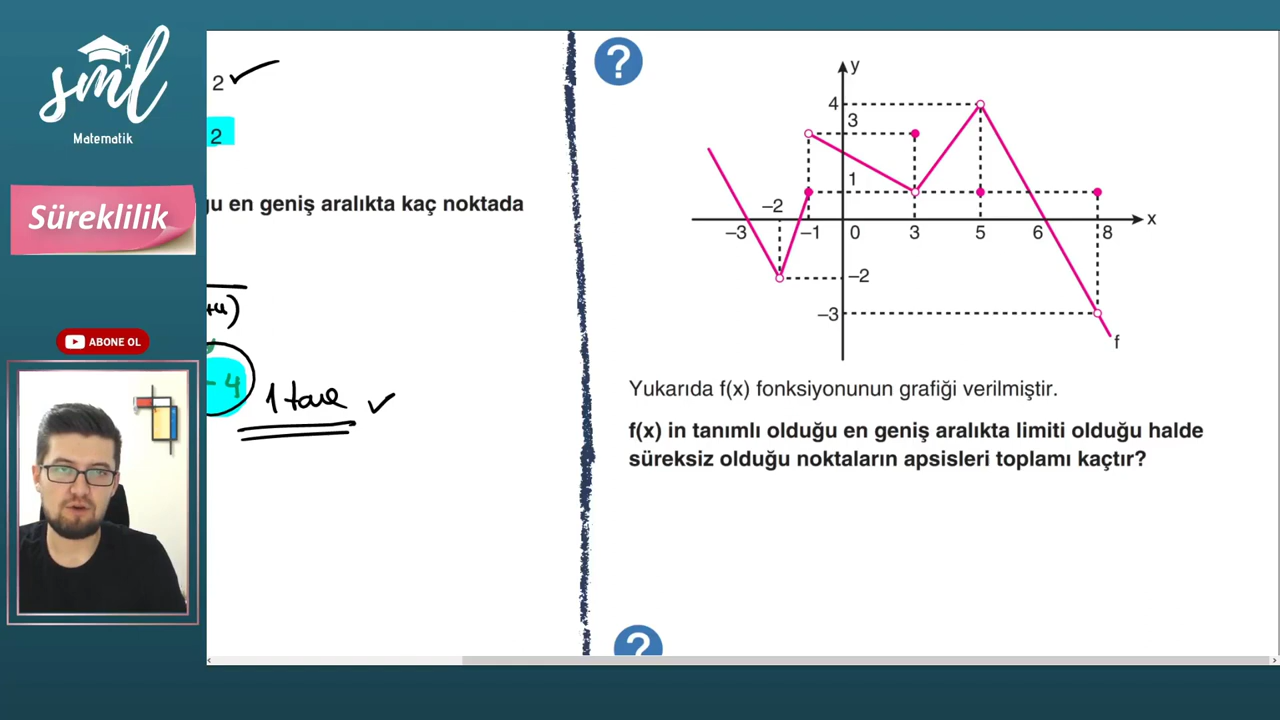 sml
Matematik
Süreklilik
ABONE OL
2
2
ğu en geniş aralıkta kaç noktada
+4)
- 4
1 tane
?
y
4
3
1
-2
-3
-1
0
3
5
6
8
x
-2
-3
f
Yukarıda f(x) fonksiyonunun grafiği verilmiştir.
f(x) in tanımlı olduğu en geniş aralıkta limiti olduğu halde
süreksiz olduğu noktaların apsisleri toplamı kaçtır?
?